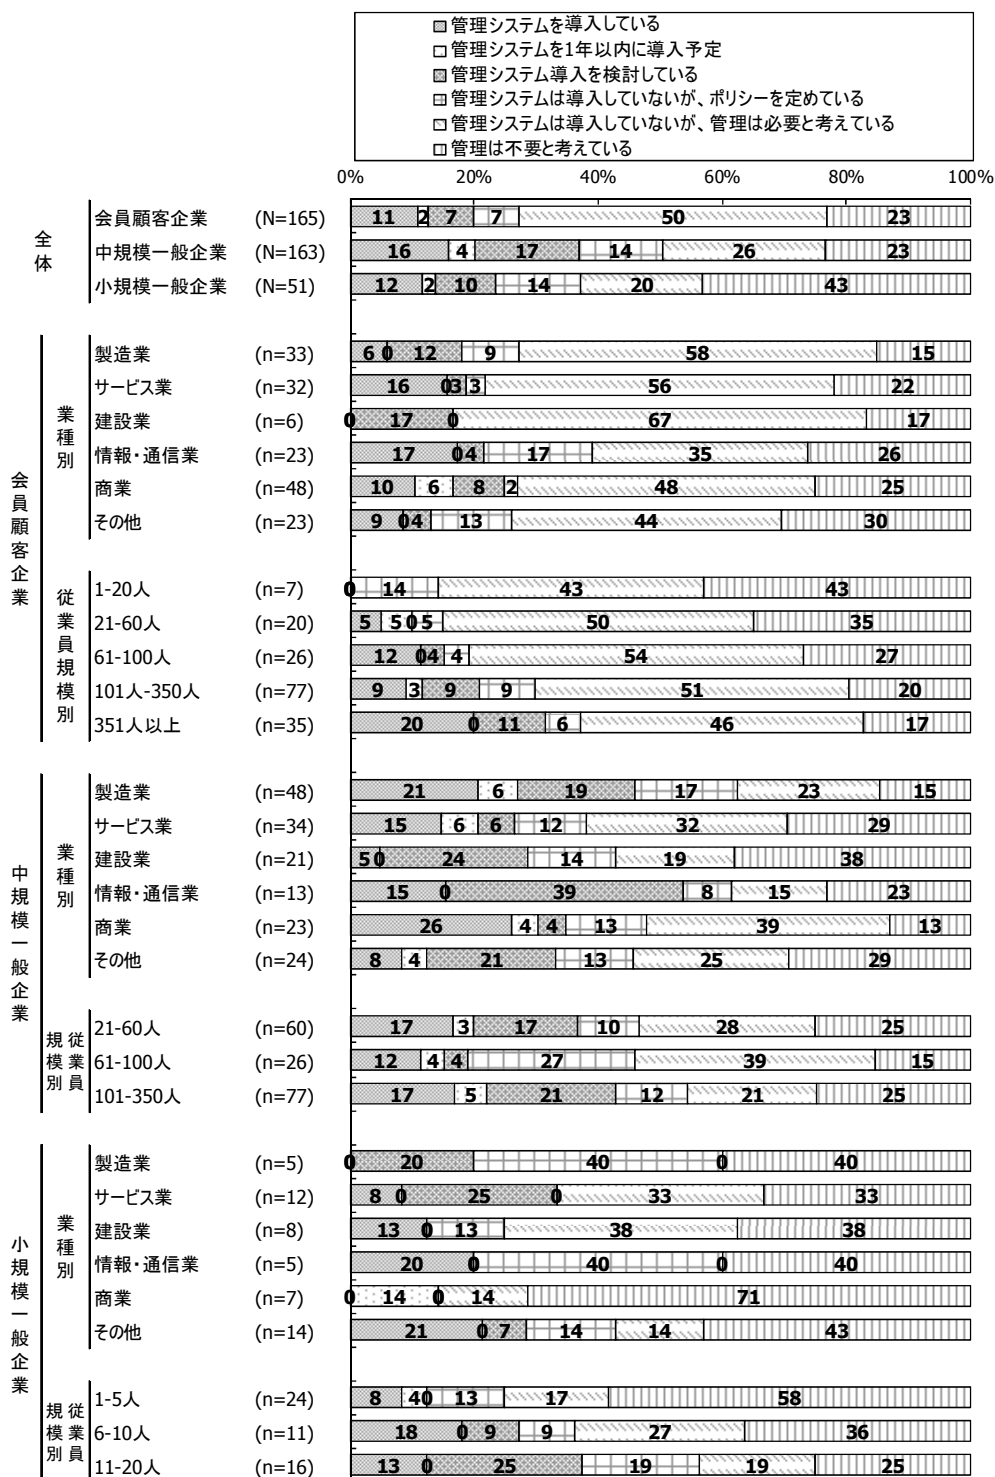 管理システムを導入している
管理システムを1年以内に導入予定
管理システム導入を検討している
管理システムは導入していないが、ポリシーを定めている
管理システムは導入していないが、管理は必要と考えている
管理は不要と考えている
0% 20% 40% 60% 80% 100%
全体
会員顧客企業 (N=165) 11 2 7 7 50 23
中規模一般企業 (N=163) 16 4 17 14 26 23
小規模一般企業 (N=51) 12 2 10 14 20 43
会員顧客企業
業種別
製造業 (n=33) 6 0 12 9 58 15
サービス業 (n=32) 16 0 3 3 56 22
建設業 (n=6) 0 17 0 67 17
情報・通信業 (n=23) 17 0 4 17 35 26
商業 (n=48) 10 6 8 2 48 25
その他 (n=23) 9 0 4 13 44 30
従業員規模別
1-20人 (n=7) 0 14 43 43
21-60人 (n=20) 5 5 0 5 50 35
61-100人 (n=26) 12 0 4 4 54 27
101人-350人 (n=77) 9 3 9 9 51 20
351人以上 (n=35) 20 0 11 6 46 17
中規模一般企業
業種別
製造業 (n=48) 21 6 19 17 23 15
サービス業 (n=34) 15 6 6 12 32 29
建設業 (n=21) 5 0 24 14 19 38
情報・通信業 (n=13) 15 0 39 8 15 23
商業 (n=23) 26 4 4 13 39 13
その他 (n=24) 8 4 21 13 25 29
従業員規模別
21-60人 (n=60) 17 3 17 10 28 25
61-100人 (n=26) 12 4 4 27 39 15
101-350人 (n=77) 17 5 21 12 21 25
小規模一般企業
業種別
製造業 (n=5) 0 20 40 0 40
サービス業 (n=12) 8 0 25 0 33 33
建設業 (n=8) 13 0 13 38 38
情報・通信業 (n=5) 20 0 40 0 40
商業 (n=7) 0 14 0 14 71
その他 (n=14) 21 0 7 14 14 43
従業員規模別
1-5人 (n=24) 8 4 0 13 17 58
6-10人 (n=11) 18 0 9 9 27 36
11-20人 (n=16) 13 0 25 19 19 25